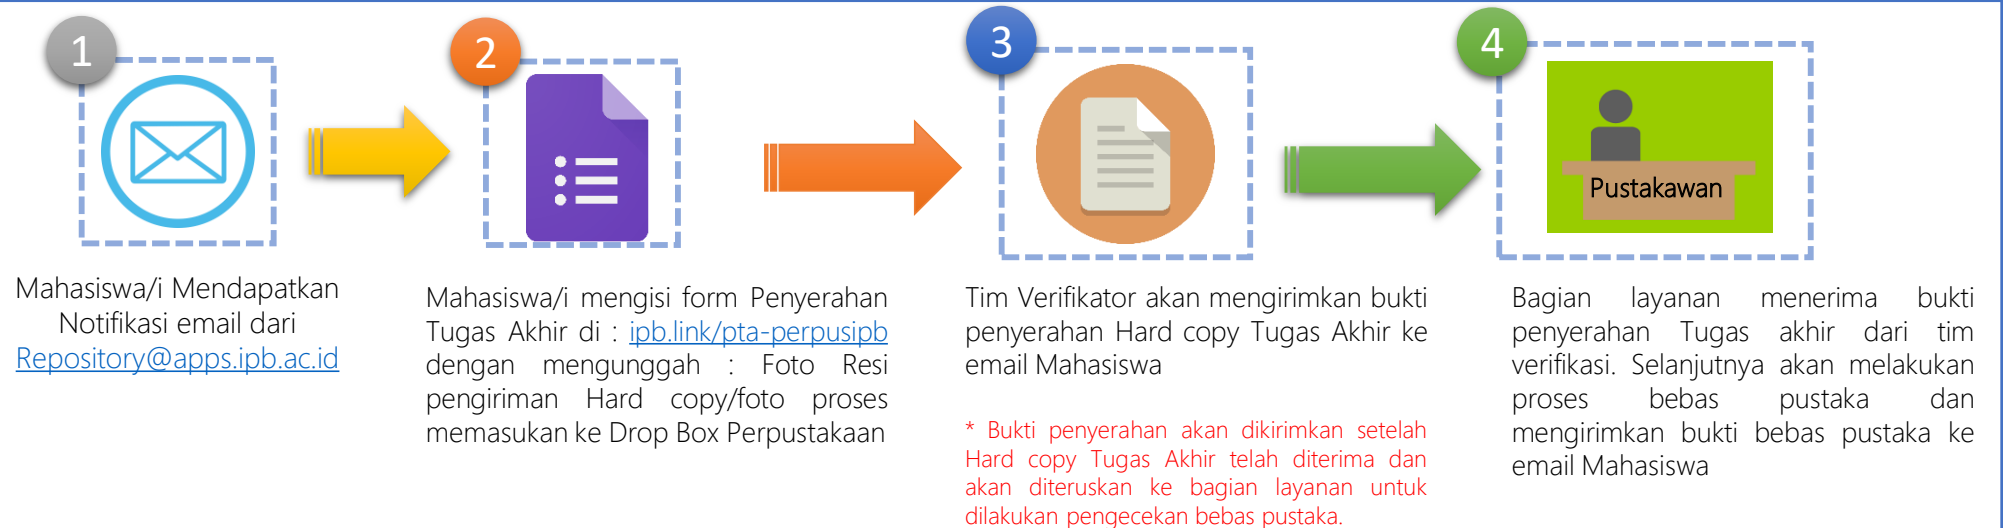 1
Mahasiswa/i Mendapatkan
Notifikasi email dari
Repository@apps.ipb.ac.id
2
Mahasiswa/i mengisi form Penyerahan
Tugas Akhir di : ipb.link/pta-perpusipb
dengan mengunggah : Foto Resi
pengiriman Hard copy/foto proses
memasukan ke Drop Box Perpustakaan
3
Tim Verifikator akan mengirimkan bukti
penyerahan Hard copy Tugas Akhir ke
email Mahasiswa
* Bukti penyerahan akan dikirimkan setelah
Hard copy Tugas Akhir telah diterima dan
akan diteruskan ke bagian layanan untuk
dilakukan pengecekan bebas pustaka.
4
Pustakawan
Bagian layanan menerima bukti
penyerahan Tugas akhir dari tim
verifikasi. Selanjutnya akan melakukan
proses bebas pustaka dan
mengirimkan bukti bebas pustaka ke
email Mahasiswa